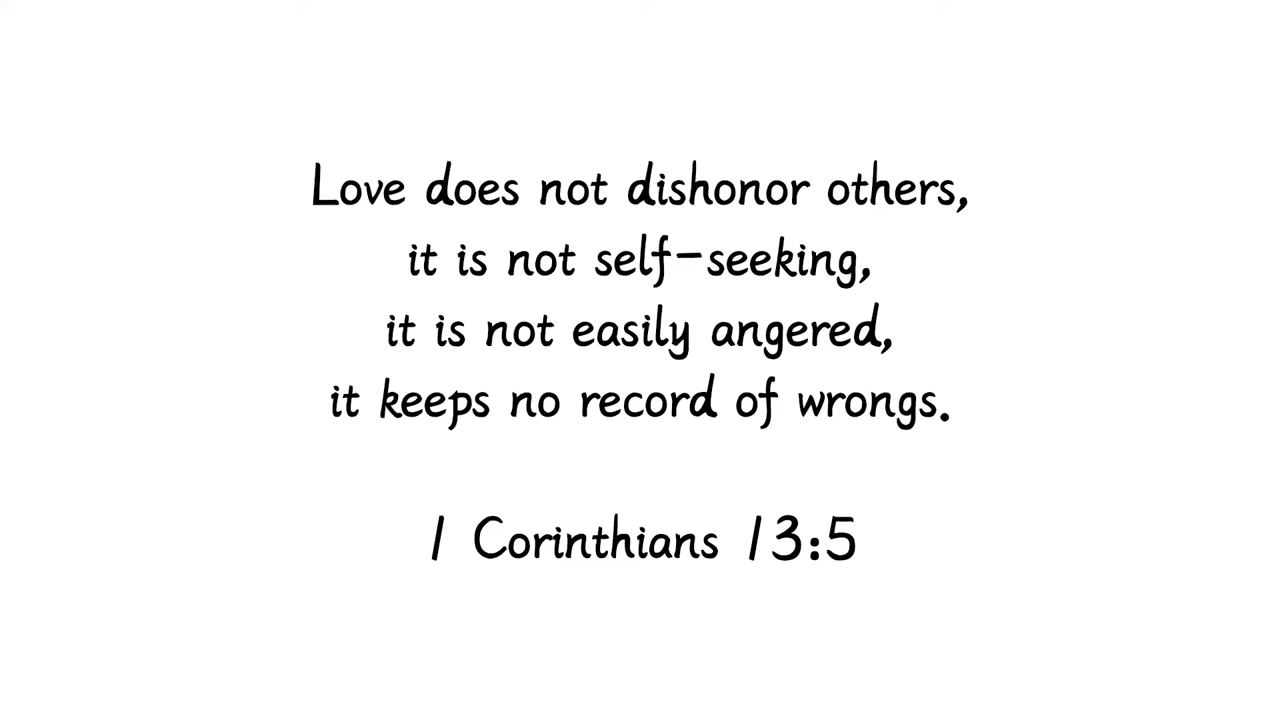 Love does not dishonor others,
it is not self-seeking,
it is not easily angered,
it keeps no record of wrongs.
1 Corinthians 13:5